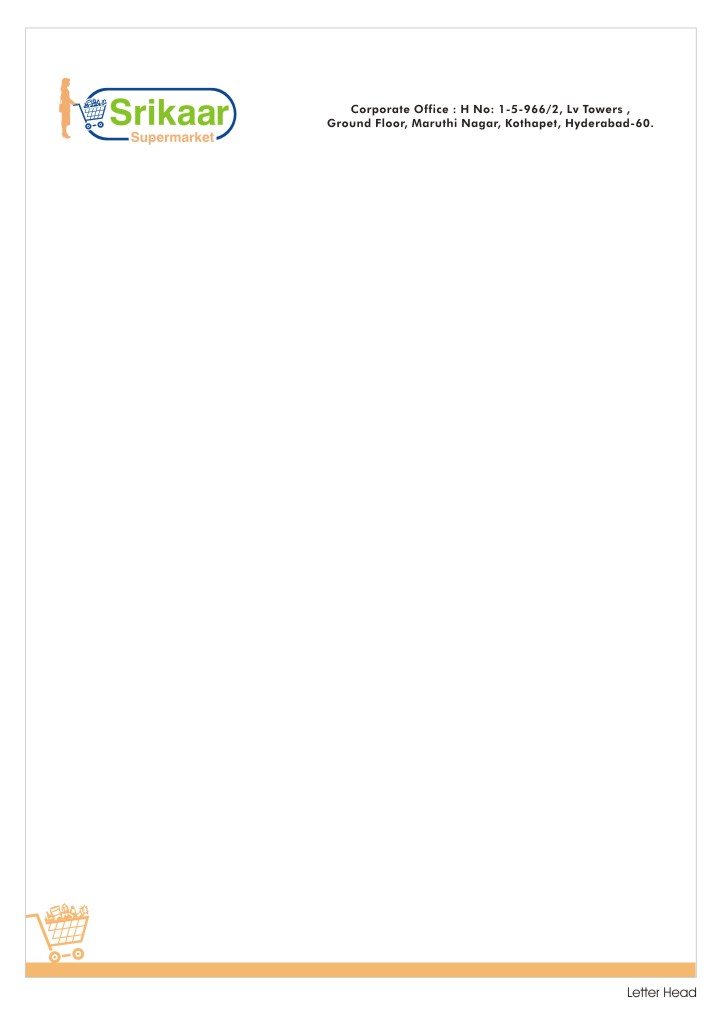 Srikaar
Supermarket
Corporate Office : H No: 1-5-966/2, Lv Towers ,
Ground Floor, Maruthi Nagar, Kothapet, Hyderabad-60.
Letter Head